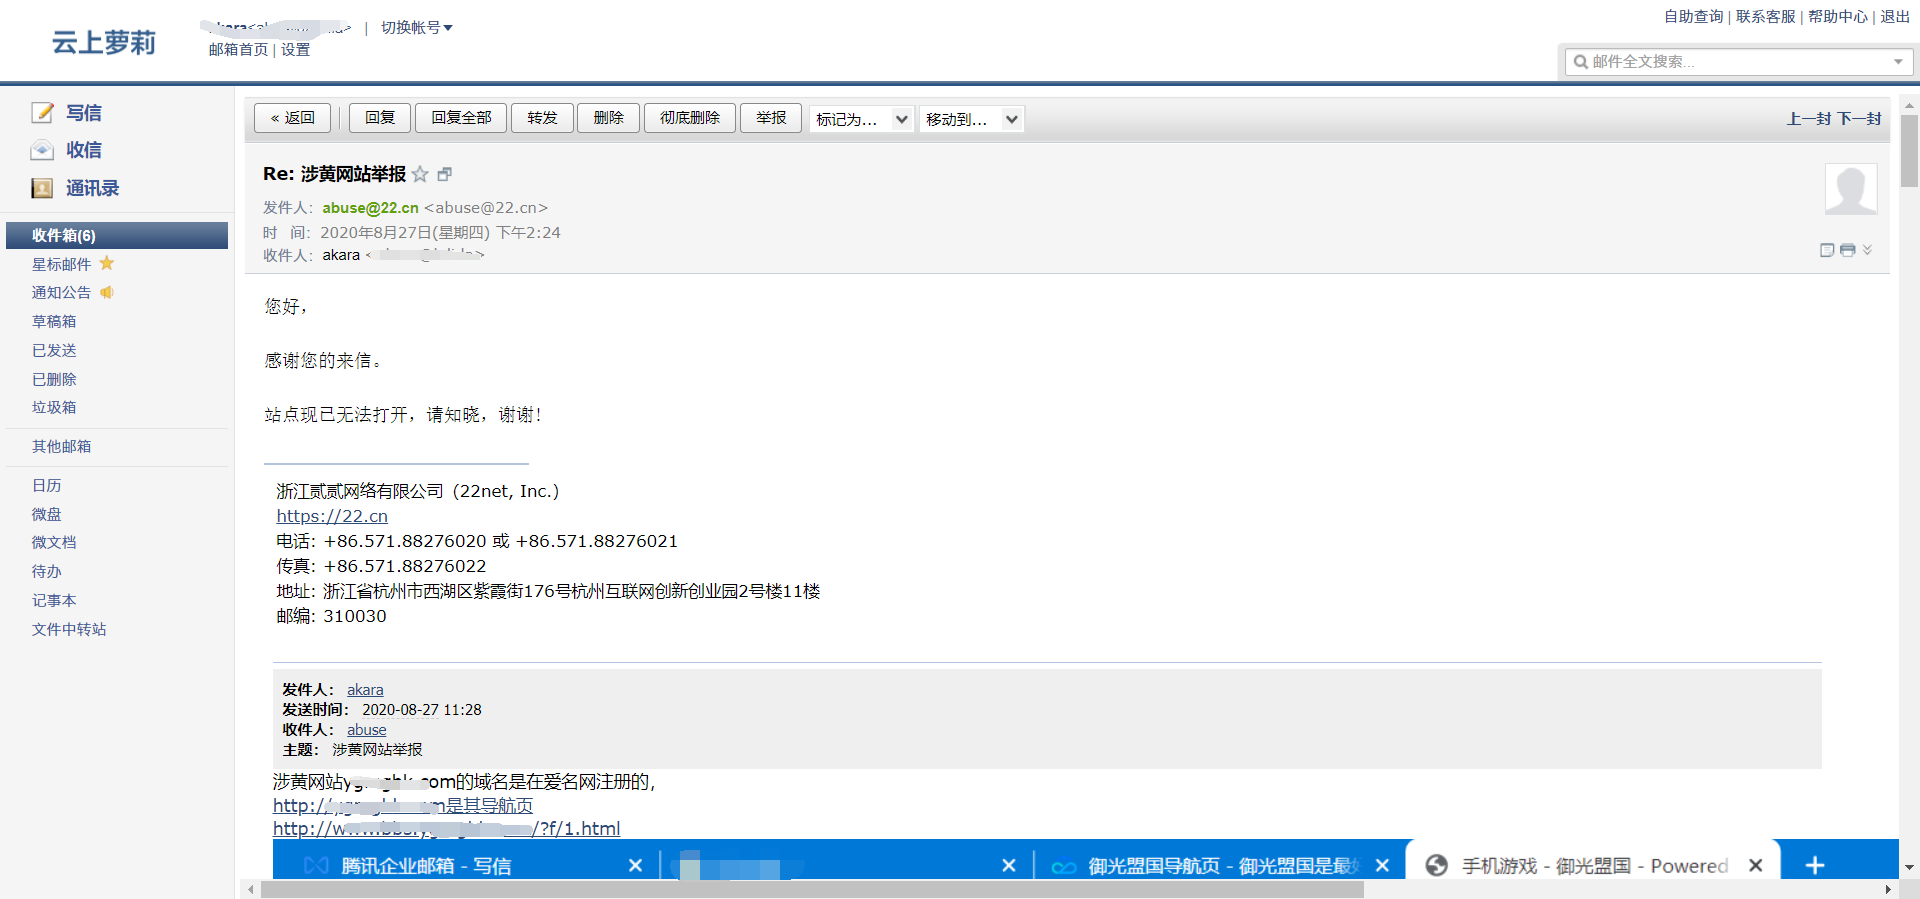 云上萝莉
切换帐号
邮箱首页 | 设置
自助查询 | 联系客服 | 帮助中心 | 退出
邮件全文搜索...
写信
收信
通讯录
收件箱(6)
星标邮件
通知公告
草稿箱
已发送
已删除
垃圾箱
其他邮箱
日历
微盘
微文档
待办
记事本
文件中转站
« 返回 回复 回复全部 转发 删除 彻底删除 举报 标记为... 移动到... 上一封 下一封
Re: 涉黄网站举报
发件人： abuse@22.cn <abuse@22.cn>
时 间： 2020年8月27日(星期四) 下午2:24
收件人： akara
您好，
感谢您的来信。
站点现已无法打开，请知晓，谢谢！
浙江贰贰网络有限公司（22net, Inc.）
https://22.cn
电话: +86.571.88276020 或 +86.571.88276021
传真: +86.571.88276022
地址: 浙江省杭州市西湖区紫霞街176号杭州互联网创新创业园2号楼11楼
邮编: 310030
发件人： akara
发送时间： 2020-08-27 11:28
收件人： abuse
主题： 涉黄网站举报
涉黄网站 com的域名是在爱名网注册的，
http:// 是其导航页
http:// /?f/1.html
腾讯企业邮箱 - 写信
御光盟国导航页 - 御光盟国是最
手机游戏 - 御光盟国 - Powered